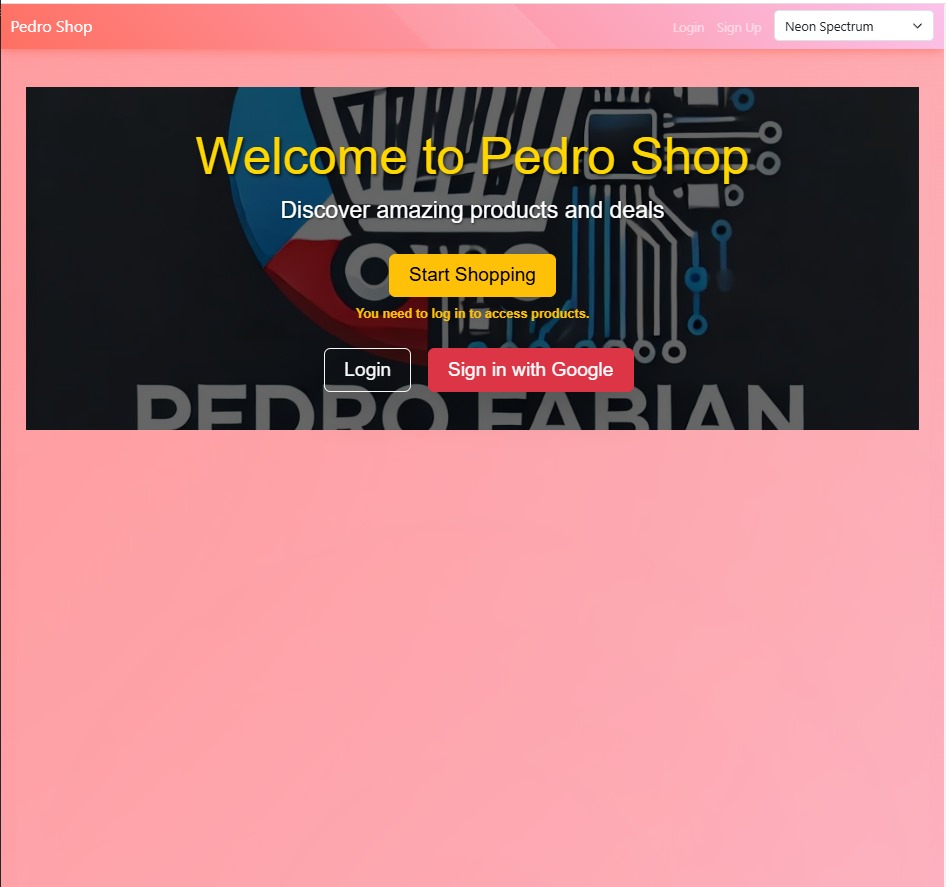 Pedro Shop
Login Sign Up Neon Spectrum
Welcome to Pedro Shop
Discover amazing products and deals
Start Shopping
You need to log in to access products.
Login Sign in with Google
PEDRO FABIAN